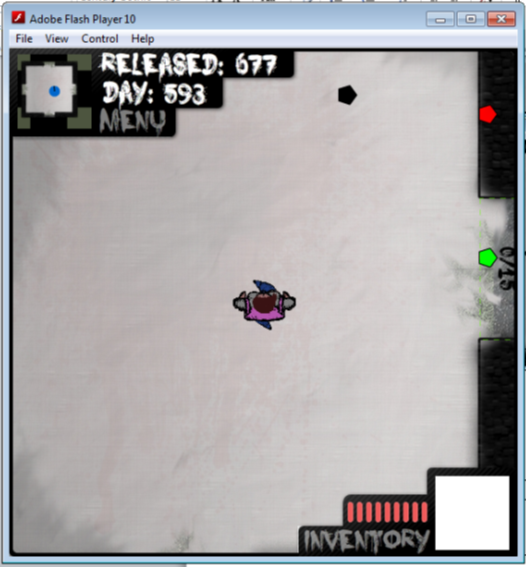 Adobe Flash Player 10
File View Control Help
RELEASED: 677
DAY: 593
MENU
0/15
INVENTORY